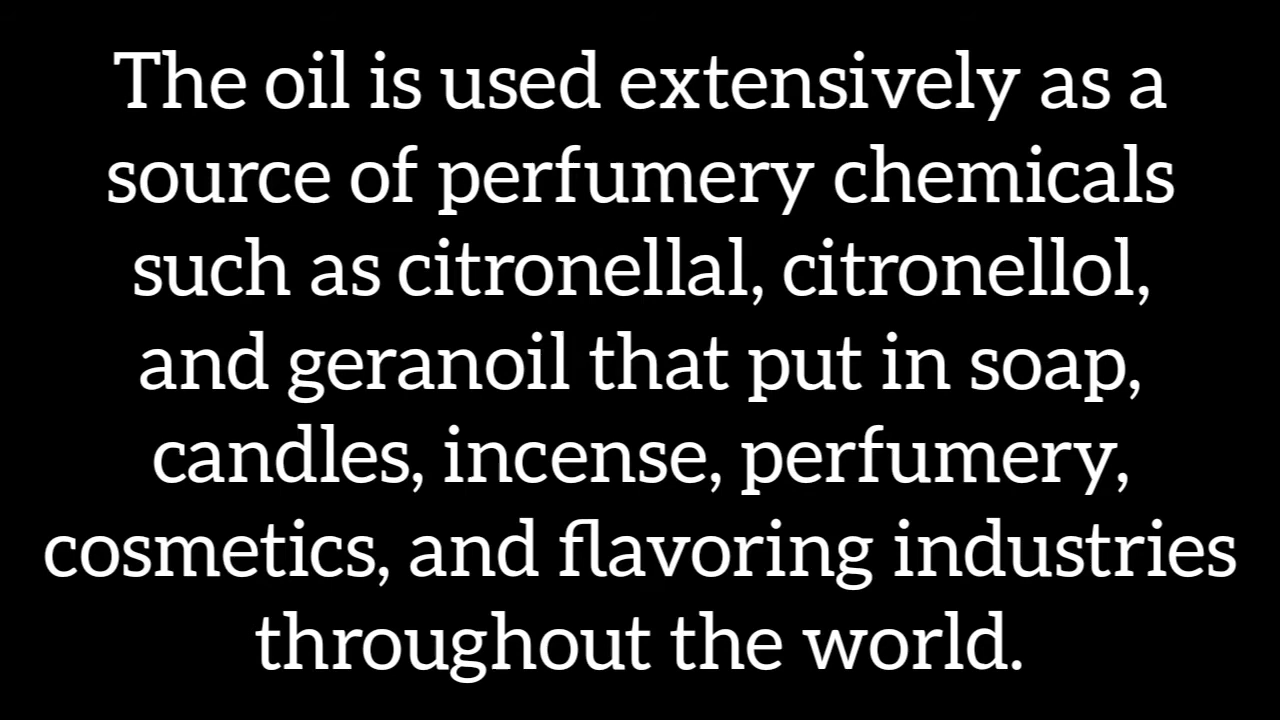 The oil is used extensively as a
source of perfumery chemicals
such as citronellal, citronellol,
and geranoil that put in soap,
candles, incense, perfumery,
cosmetics, and flavoring industries
throughout the world.